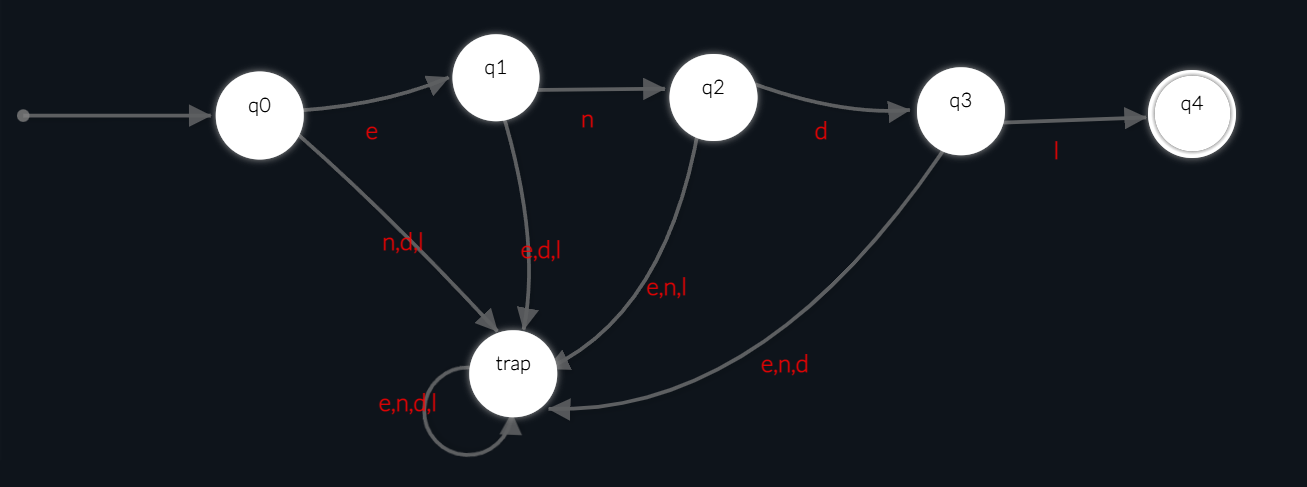 q0
e
q1
n
q2
d
q3
l
q4
n,d,l
e,d,l
e,n,l
e,n,d
trap
e,n,d,l